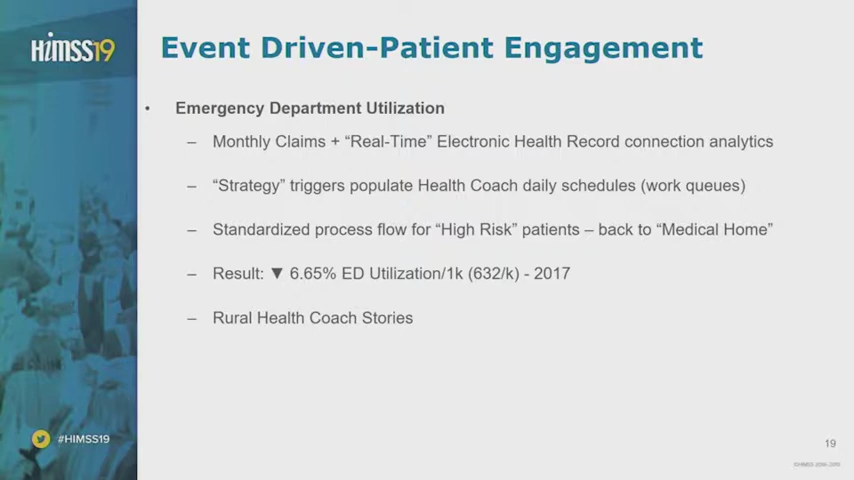 HiMSS19
Event Driven-Patient Engagement
• Emergency Department Utilization
– Monthly Claims + “Real-Time” Electronic Health Record connection analytics
– “Strategy” triggers populate Health Coach daily schedules (work queues)
– Standardized process flow for “High Risk” patients – back to “Medical Home”
– Result: ▼ 6.65% ED Utilization/1k (632/k) - 2017
– Rural Health Coach Stories
#HIMSS19
19